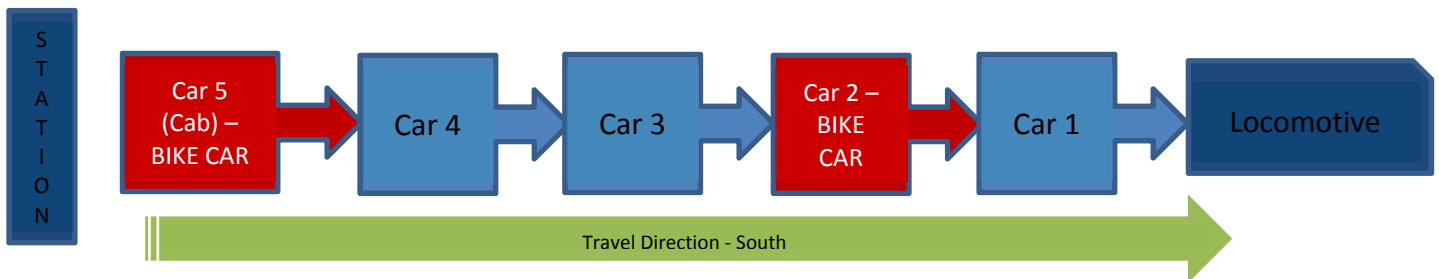 S
T
A
T
I
O
N
Car 5
(Cab) –
BIKE CAR
Car 4
Car 3
Car 2 –
BIKE
CAR
Car 1
Locomotive
Travel Direction - South